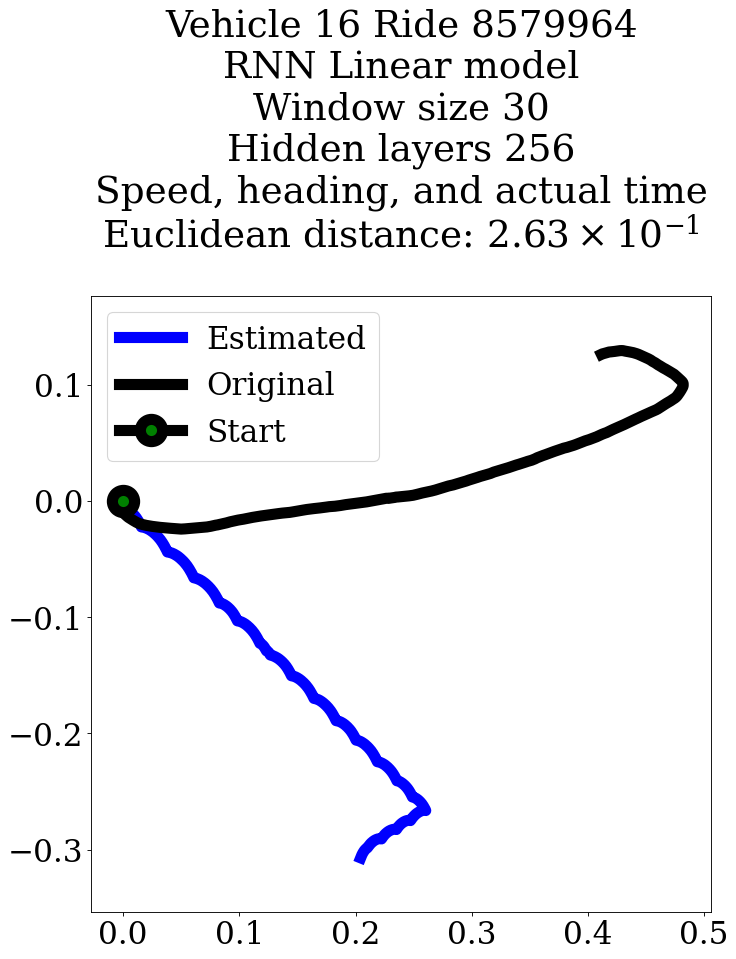 Vehicle 16 Ride 8579964
RNN Linear model
Window size 30
Hidden layers 256
Speed, heading, and actual time
Euclidean distance: 2.63 × 10⁻¹
Estimated
Original
Start
0.1
0.0
−0.1
−0.2
−0.3
0.0 0.1 0.2 0.3 0.4 0.5